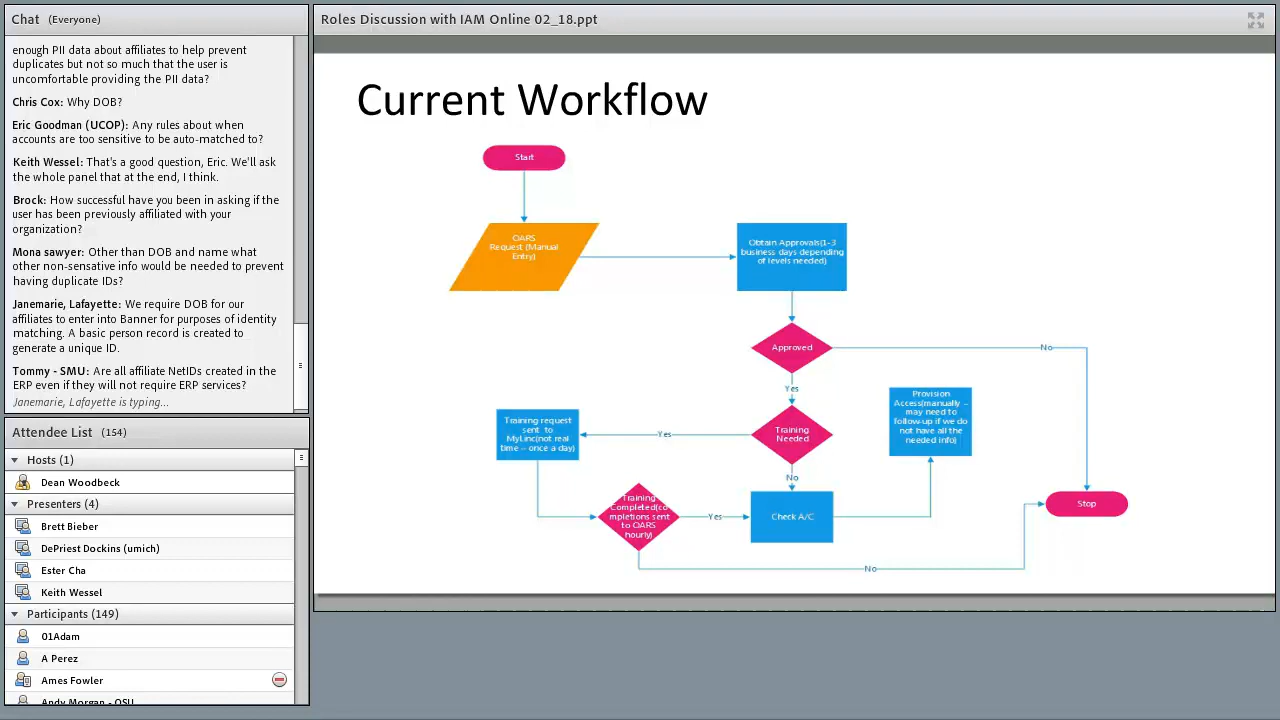 Chat (Everyone)
enough PII data about affiliates to help prevent
duplicates but not so much that the user is
uncomfortable providing the PII data?
Chris Cox: Why DOB?
Eric Goodman (UCOP): Any rules about when
accounts are too sensitive to be auto-matched to?
Keith Wessel: That's a good question, Eric. We'll ask
the whole panel that at the end, I think.
Brock: How successful have you been in asking if the
user has been previously affiliated with your
organization?
Mouna Hansen: Other than DOB and name what
other non-intensive info would be needed to prevent
having duplicate IDs?
Janemarie, Lafayette: We require DOB for our
affiliates to enter into Banner for purposes of identity
matching. A basic person record is created to
generate a unique ID.
Tommy - SMU: Are all affiliate NetIDs created in the
ERP even if they will not require ERP services?
Janemarie, Lafayette is typing...
Attendee List (154)
Hosts (1)
Dean Woodbeck
Presenters (4)
Brett Bieber
DePriest Dockins (umich)
Ester Cha
Keith Wessel
Participants (149)
01Adam
A Perez
Ames Fowler
Andy Morgan - OSU
Roles Discussion with IAM Online 02_18.ppt
Current Workflow
Start
OARS
Request (Manual
Entry)
Obtain Approvals(1-3
business days depending
of levels needed)
Approved
No
Yes
Training
Needed
Yes
Training request
sent to
MyLinc(not real
time – once a day)
No
Provision
Access(manually –
may need to
follow-up if we do
not have all the
needed info)
Training
Completed(co
mpletions sent
to OARS
hourly)
Yes
Check A/C
Stop
No